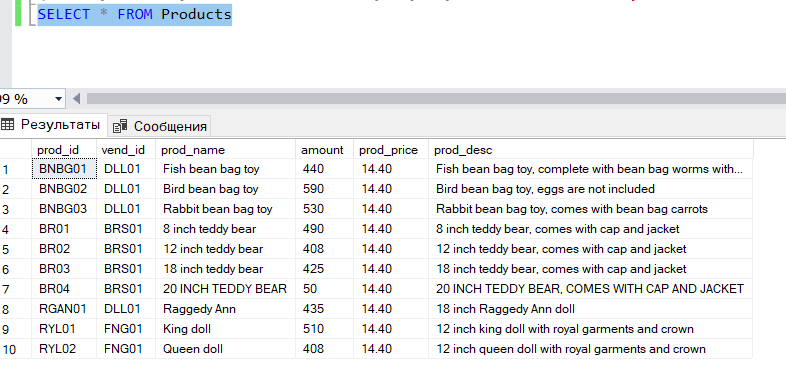 SELECT * FROM Products
99 %
Результаты Сообщения
prod_id vend_id prod_name amount prod_price prod_desc
1 BNBG01 DLL01 Fish bean bag toy 440 14.40 Fish bean bag toy, complete with bean bag worms with...
2 BNBG02 DLL01 Bird bean bag toy 590 14.40 Bird bean bag toy, eggs are not included
3 BNBG03 DLL01 Rabbit bean bag toy 530 14.40 Rabbit bean bag toy, comes with bean bag carrots
4 BR01 BRS01 8 inch teddy bear 490 14.40 8 inch teddy bear, comes with cap and jacket
5 BR02 BRS01 12 inch teddy bear 408 14.40 12 inch teddy bear, comes with cap and jacket
6 BR03 BRS01 18 inch teddy bear 425 14.40 18 inch teddy bear, comes with cap and jacket
7 BR04 BRS01 20 INCH TEDDY BEAR 50 14.40 20 INCH TEDDY BEAR, COMES WITH CAP AND JACKET
8 RGAN01 DLL01 Raggedy Ann 435 14.40 18 inch Raggedy Ann doll
9 RYL01 FNG01 King doll 510 14.40 12 inch king doll with royal garments and crown
10 RYL02 FNG01 Queen doll 408 14.40 12 inch queen doll with royal garments and crown